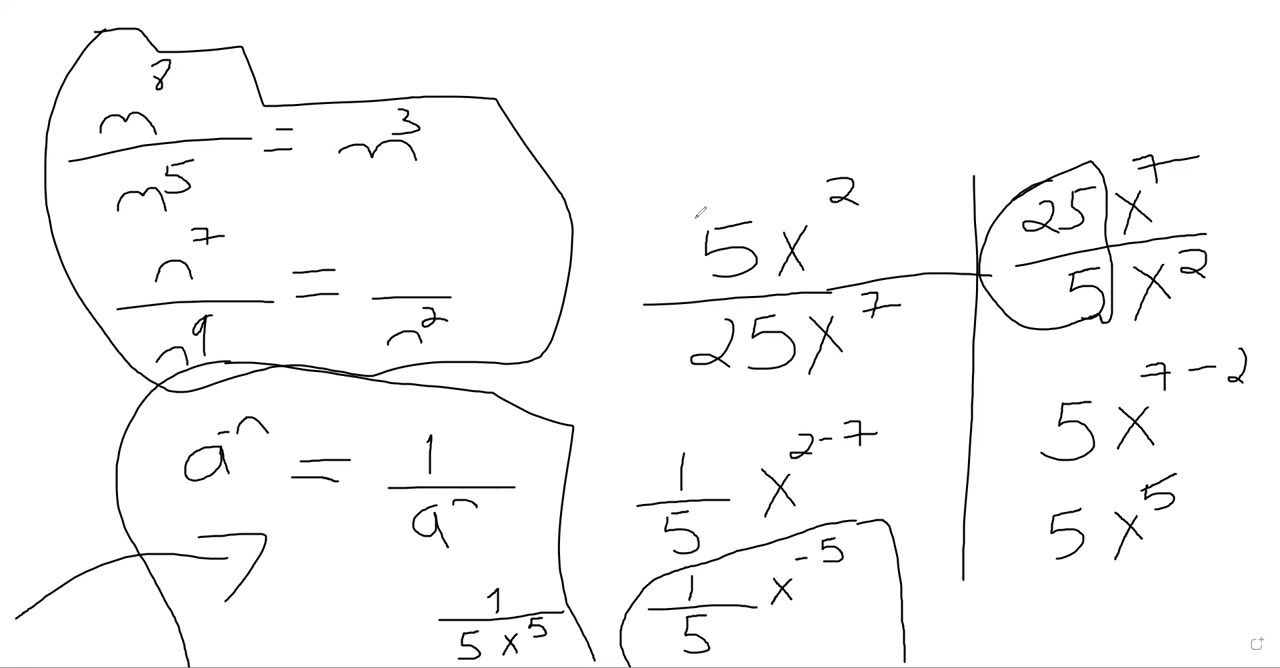 m^8 / m^5 = m^3
n^7 / n^9 = — / n^2
a^-n = 1 / a^n
1 / 5x^5
5x^2 / 25x^7
1/5 x^2-7
1/5 x^-5
25x^7 / 5x^2
5x^7-2
5x^5